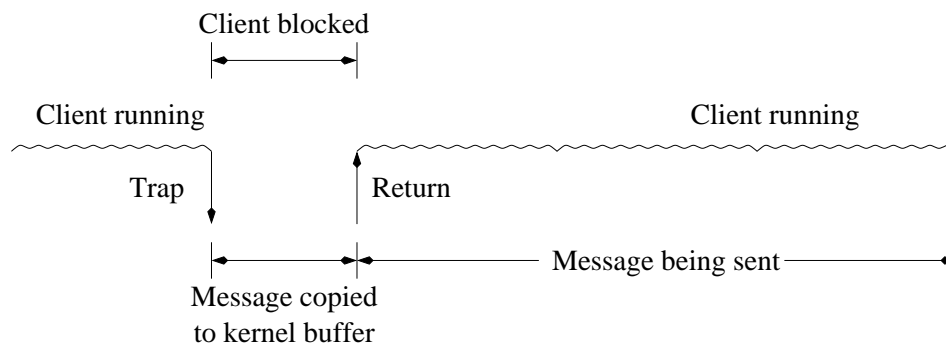 Client blocked
Client running
Client running
Trap
Return
Message being sent
Message copied
to kernel buffer